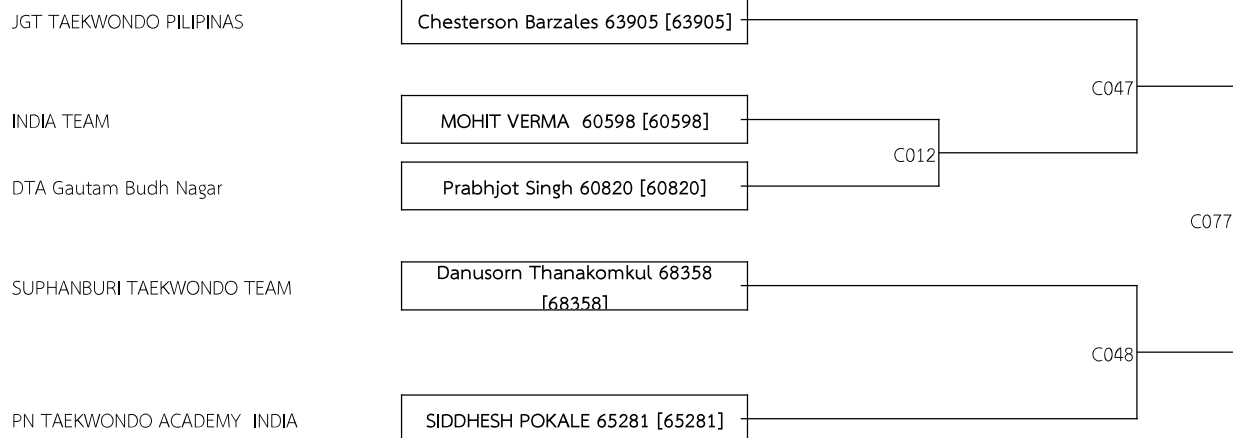 JGT TAEKWONDO PILIPINAS
Chesterson Barzales 63905 [63905]
C047
INDIA TEAM
MOHIT VERMA 60598 [60598]
C012
DTA Gautam Budh Nagar
Prabhjot Singh 60820 [60820]
C077
SUPHANBURI TAEKWONDO TEAM
Danusorn Thanakomkul 68358
[68358]
C048
PN TAEKWONDO ACADEMY INDIA
SIDDHESH POKALE 65281 [65281]